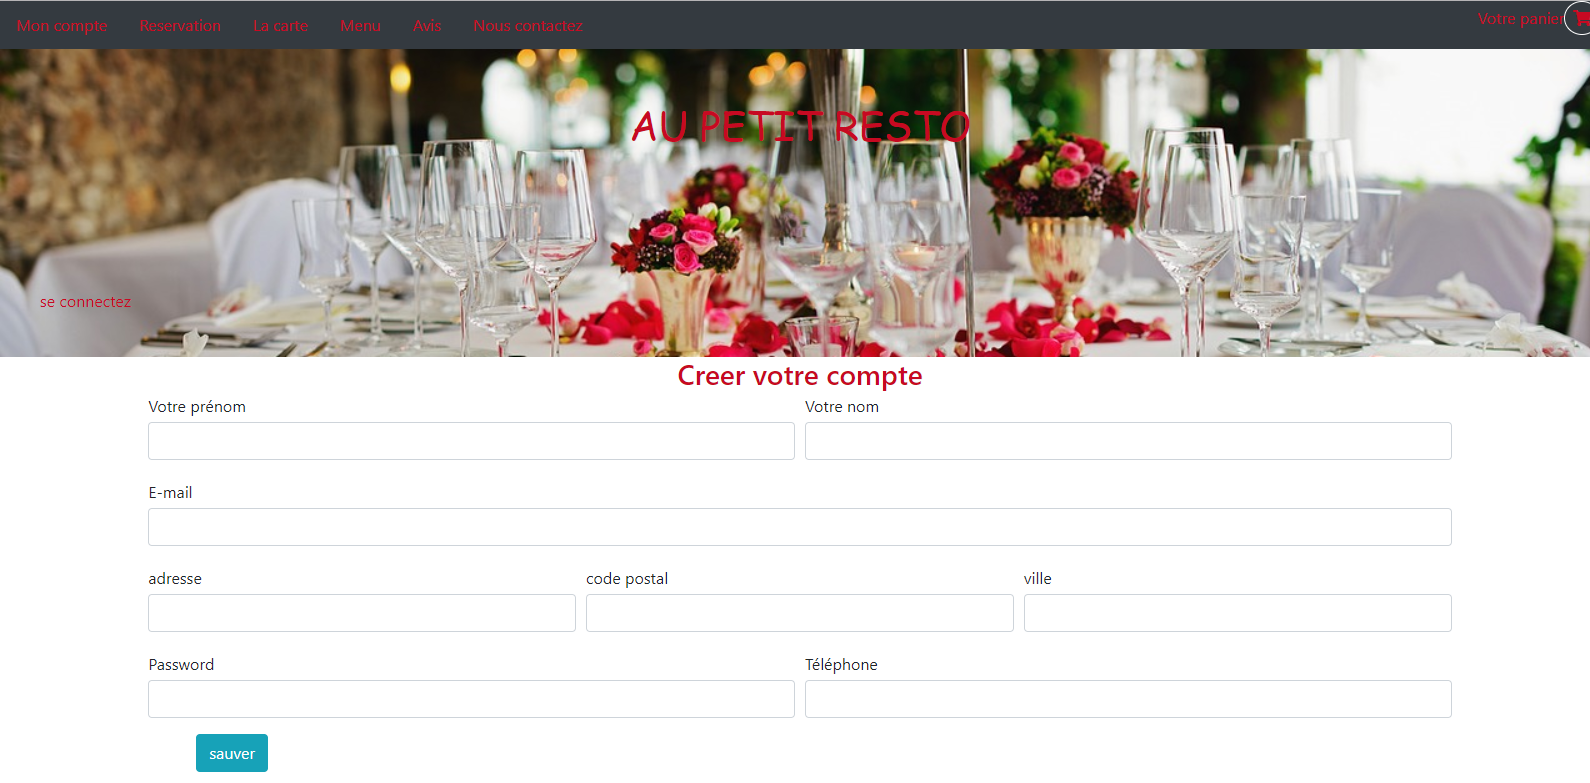 Mon compte Reservation La carte Menu Avis Nous contactez Votre panier
AU PETIT RESTO
se connectez
Creer votre compte
Votre prénom Votre nom
E-mail
adresse code postal ville
Password Téléphone
sauver